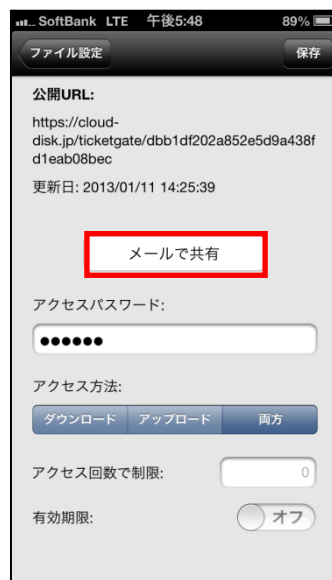 SoftBank LTE 午後5:48 89%
ファイル設定 保存
公開URL:
https://cloud-
disk.jp/ticketgate/dbb1df202a852e5d9a438f
d1eab08bec
更新日: 2013/01/11 14:25:39
メールで共有
アクセスパスワード:
●●●●●●
アクセス方法:
ダウンロード アップロード 両方
アクセス回数で制限: 0
有効期限: オフ